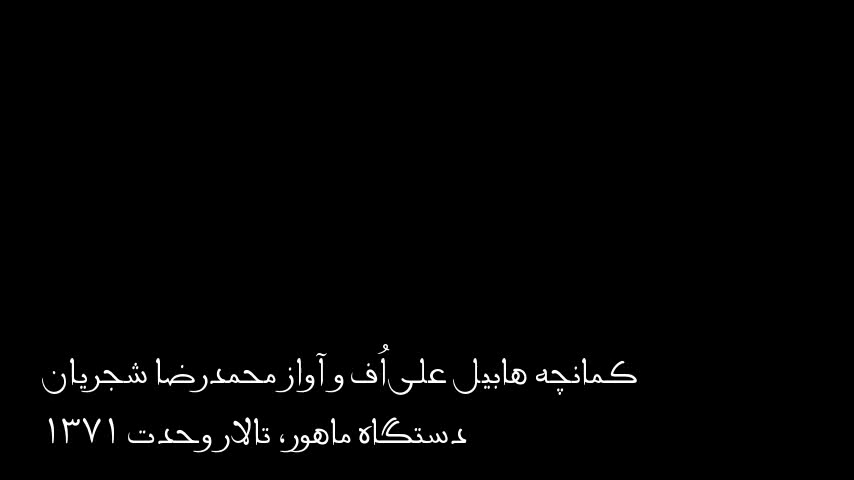 کمانچه هابیل علی‌اُف و آواز محمدرضا شجریان
دستگاه ماهور، تالار وحدت ۱۳۷۱